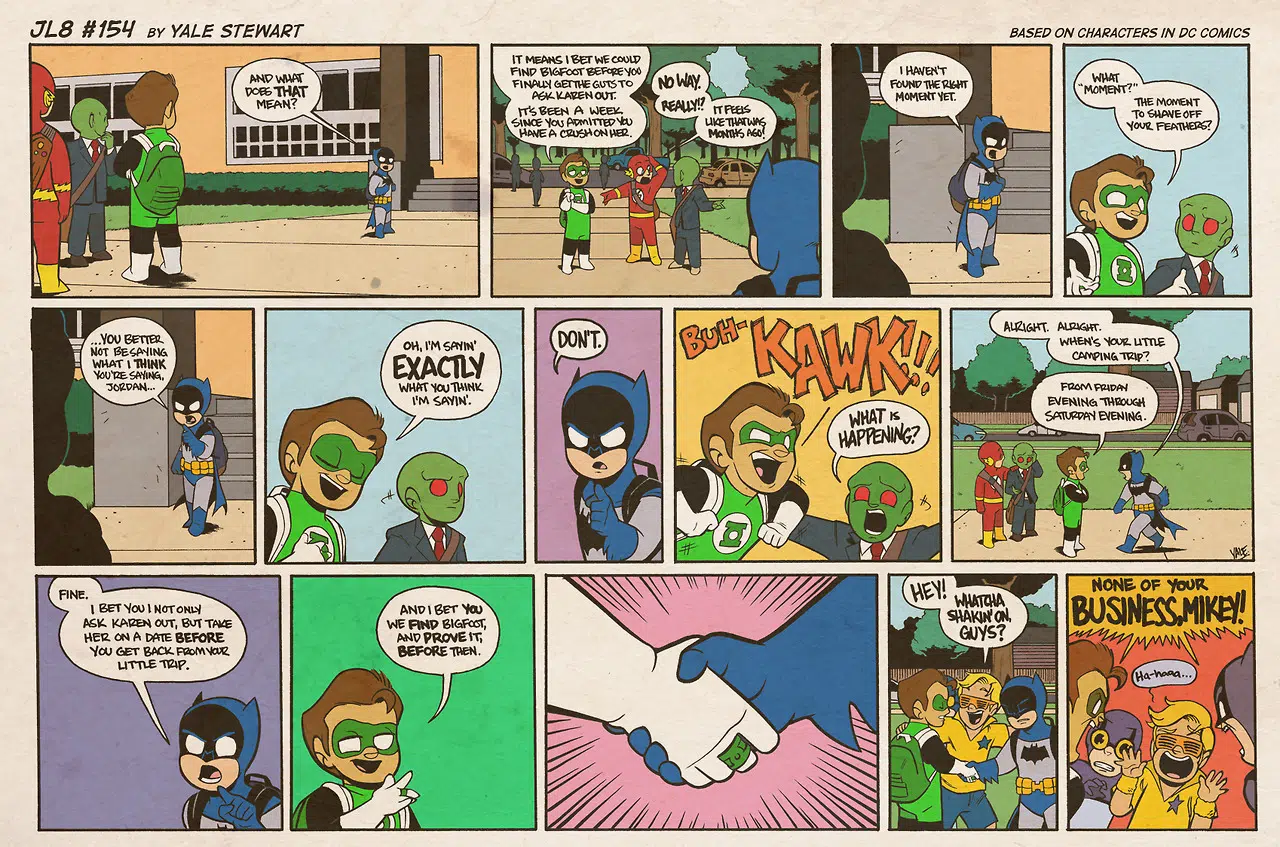 JL8 #154 BY YALE STEWART
BASED ON CHARACTERS IN DC COMICS
AND WHAT
DOES THAT
MEAN?
IT MEANS I BET WE COULD
FIND BIGFOOT BEFORE YOU
FINALLY GET THE GUTS TO
ASK KAREN OUT.
IT'S BEEN A WEEK
SINCE YOU ADMITTED YOU
HAVE A CRUSH ON HER.
NO WAY.
REALLY!?
IT FEELS
LIKE THAT WAS
MONTHS AGO!
I HAVEN'T
FOUND THE RIGHT
MOMENT YET.
WHAT
"MOMENT?"
THE MOMENT
TO SHAVE OFF
YOUR FEATHERS?
...YOU BETTER
NOT BE SAYING
WHAT I THINK
YOU'RE SAYING,
JORDAN...
OH, I'M SAYIN'
EXACTLY
WHAT YOU THINK
I'M SAYIN'.
DON'T.
BUH-
KAWK!!!
WHAT IS
HAPPENING?
ALRIGHT. ALRIGHT.
WHEN'S YOUR LITTLE
CAMPING TRIP?
FROM FRIDAY
EVENING THROUGH
SATURDAY EVENING.
YALE
FINE.
I BET YOU I NOT ONLY
ASK KAREN OUT, BUT TAKE
HER ON A DATE BEFORE
YOU GET BACK FROM YOUR
LITTLE TRIP.
AND I BET YOU
WE FIND BIGFOOT,
AND PROVE IT,
BEFORE THEN.
HEY!
WHATCHA
SHAKIN' ON,
GUYS?
NONE OF YOUR
BUSINESS, MIKEY!
Ha-haaa...